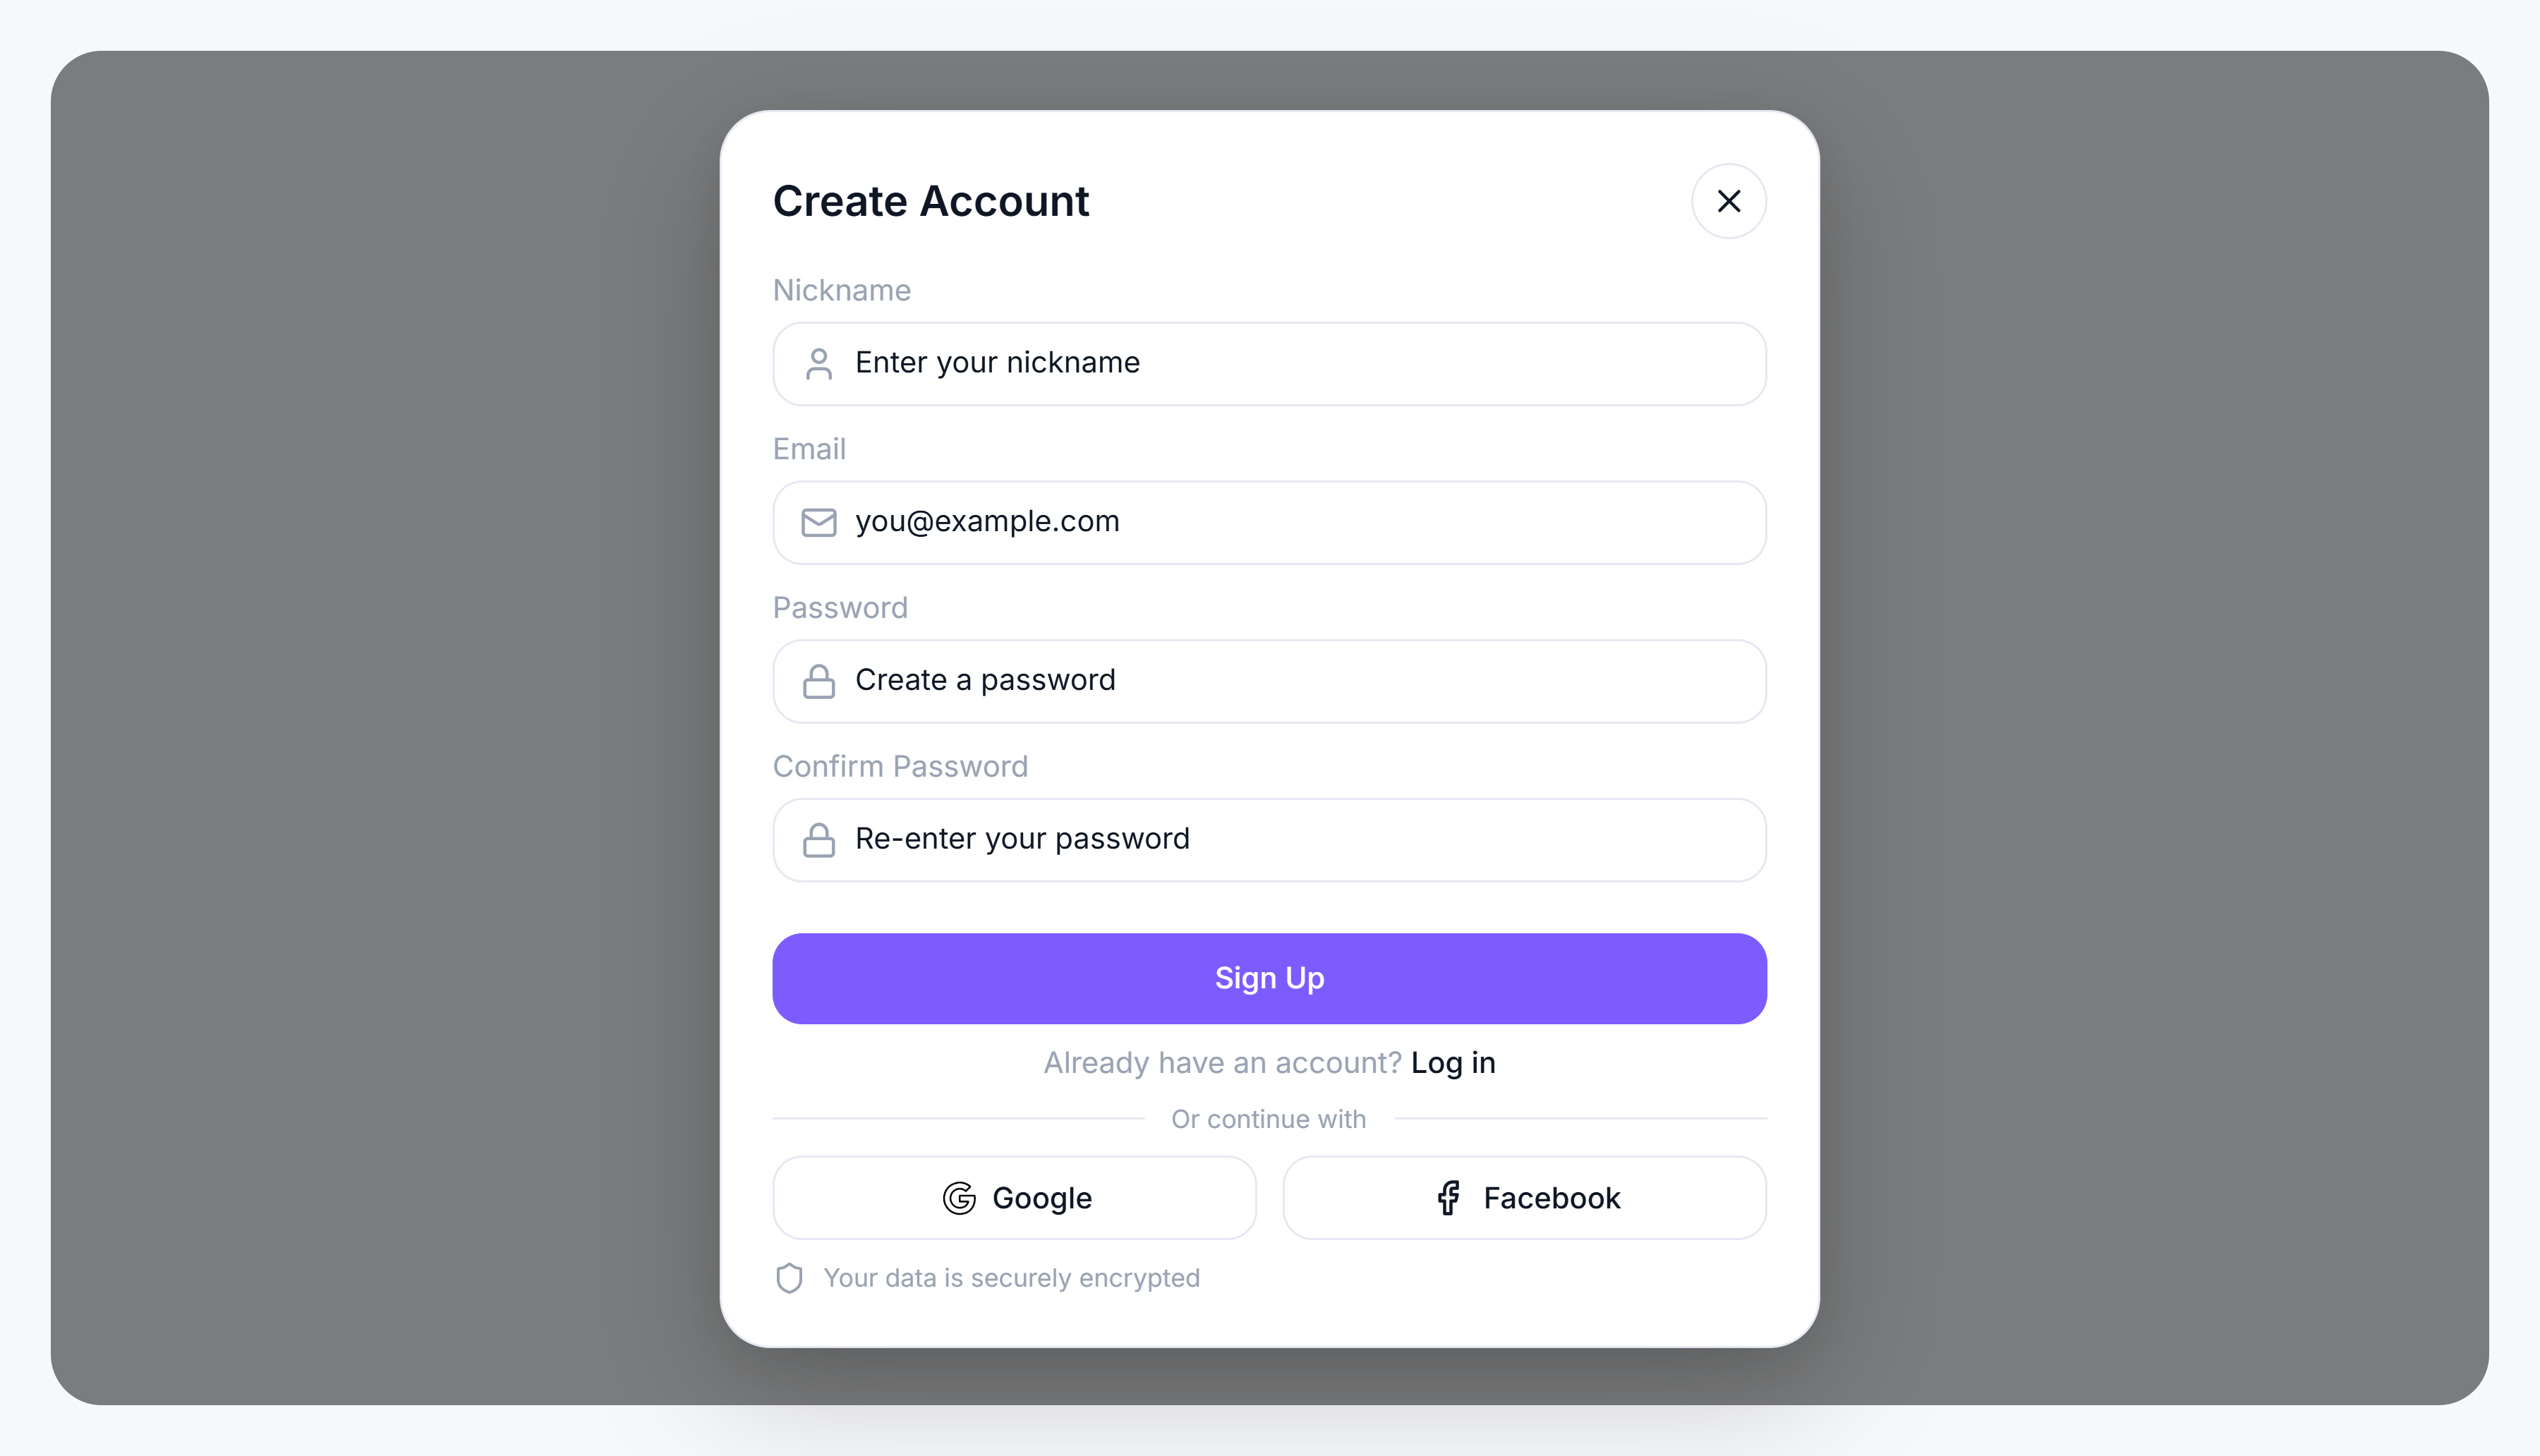 Create Account
Nickname
Enter your nickname
Email
you@example.com
Password
Create a password
Confirm Password
Re-enter your password
Sign Up
Already have an account? Log in
Or continue with
Google
Facebook
Your data is securely encrypted